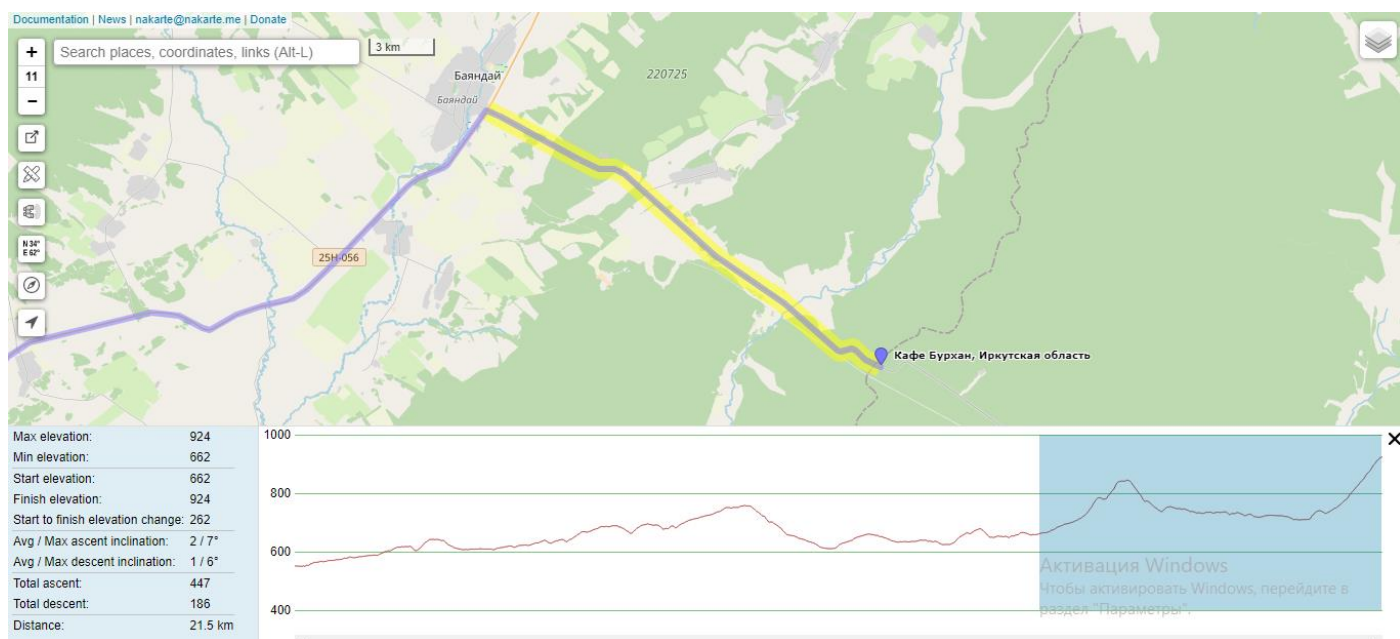 Documentation | News | nakarte@nakarte.me | Donate
+
Search places, coordinates, links (Alt-L)
3 km
11
−
N 34°
E 62°
Баяндай
Баяндай
220725
25Н-056
Кафе Бурхан, Иркутская область
Max elevation: 924
Min elevation: 662
Start elevation: 662
Finish elevation: 924
Start to finish elevation change: 262
Avg / Max ascent inclination: 2 / 7°
Avg / Max descent inclination: 1 / 6°
Total ascent: 447
Total descent: 186
Distance: 21.5 km
1000
800
600
400
Активация Windows
Чтобы активировать Windows, перейдите в
раздел "Параметры".